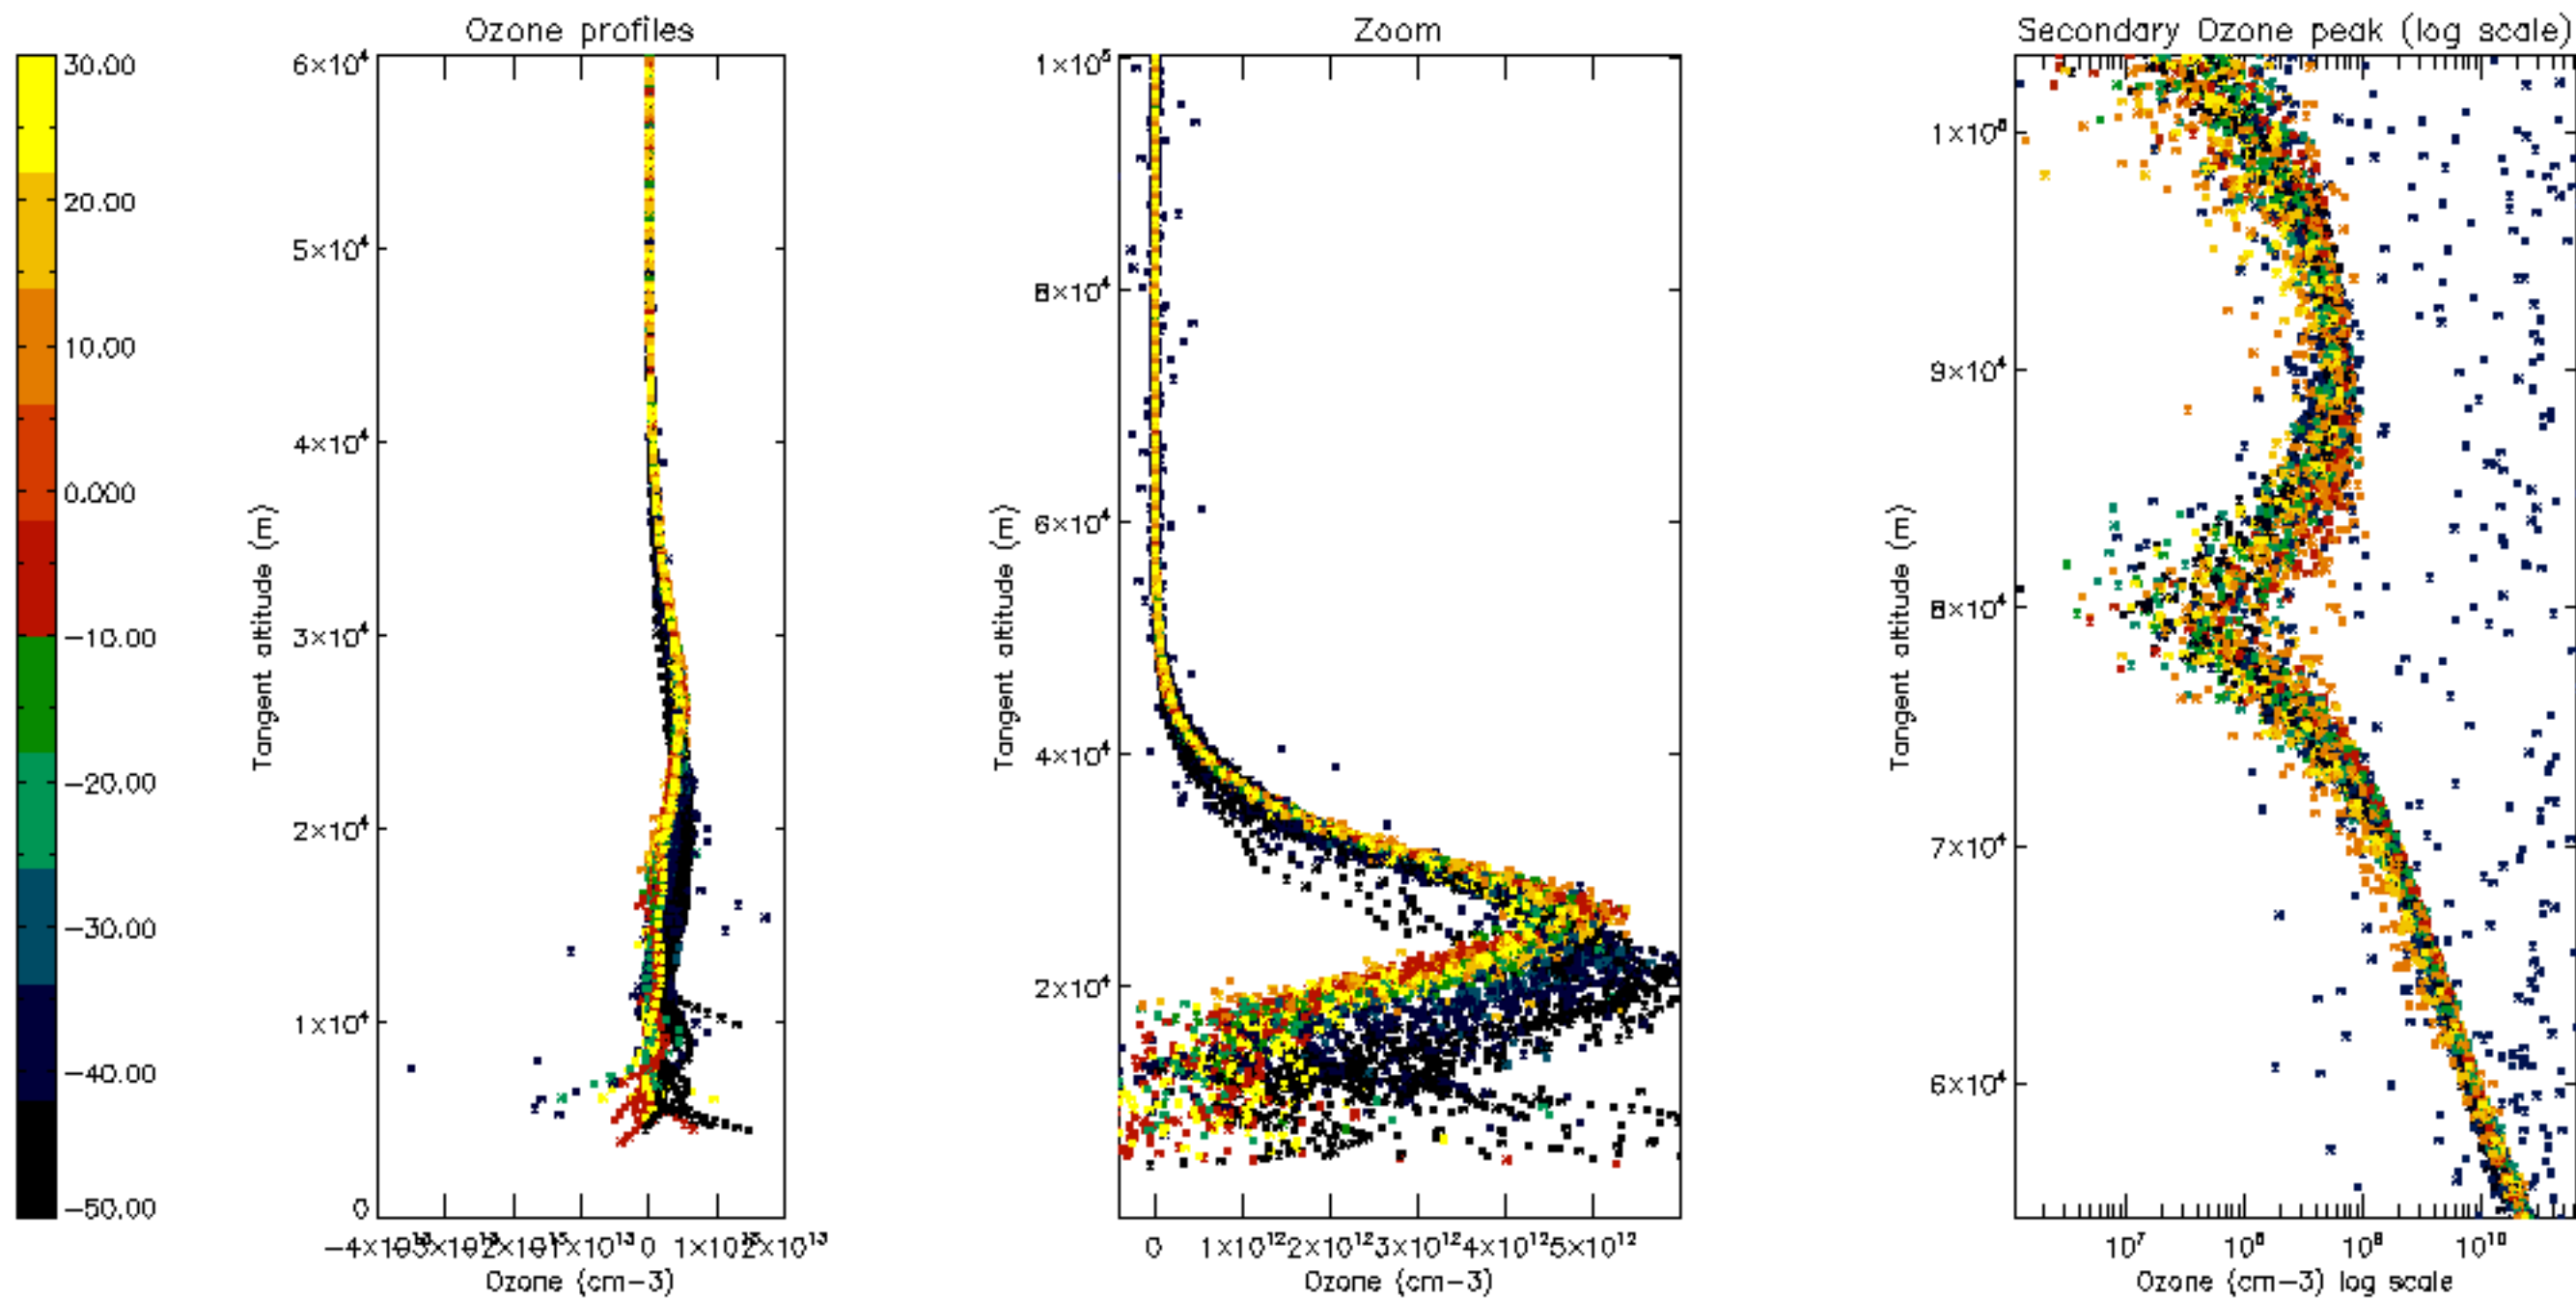 Ozone profiles
Zoom
Secondary Ozone peak (log scale)
30.00
20.00
10.00
0.000
−10.00
−20.00
−30.00
−40.00
−50.00
Tangent altitude (m)
6×10⁴
5×10⁴
4×10⁴
3×10⁴
2×10⁴
1×10⁴
0
0
Ozone (cm−3)
Tangent altitude (m)
1×10⁵
8×10⁴
6×10⁴
4×10⁴
2×10⁴
0 1×10¹² 2×10¹² 3×10¹² 4×10¹² 5×10¹²
Ozone (cm−3)
Tangent altitude (m)
9×10⁴
8×10⁴
7×10⁴
6×10⁴
10⁷ 10⁸ 10⁹ 10¹⁰
Ozone (cm−3) log scale